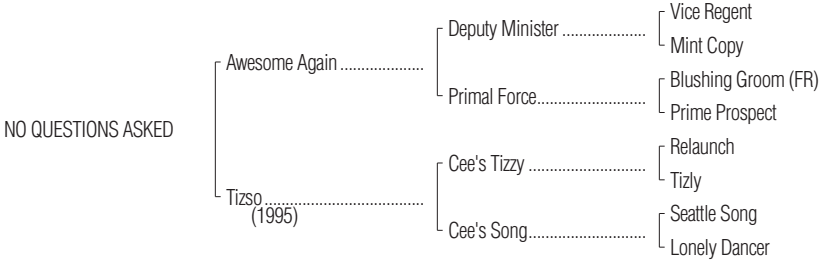 Vice Regent
Deputy Minister ....................
Mint Copy
Awesome Again ....................
Blushing Groom (FR)
Primal Force..........................
Prime Prospect
NO QUESTIONS ASKED
Relaunch
Cee's Tizzy ............................
Tizly
Tizso......................................
(1995)
Seattle Song
Cee's Song............................
Lonely Dancer